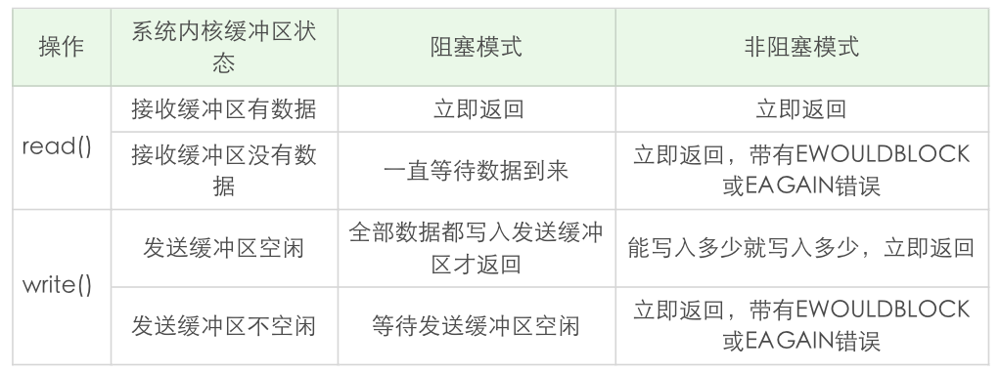 操作
系统内核缓冲区状
态
阻塞模式
非阻塞模式
read()
接收缓冲区有数据
立即返回
立即返回
接收缓冲区没有数
据
一直等待数据到来
立即返回，带有EWOULDBLOCK
或EAGAIN错误
write()
发送缓冲区空闲
全部数据都写入发送缓冲
区才返回
能写入多少就写入多少，立即返回
发送缓冲区不空闲
等待发送缓冲区空闲
立即返回，带有EWOULDBLOCK
或EAGAIN错误